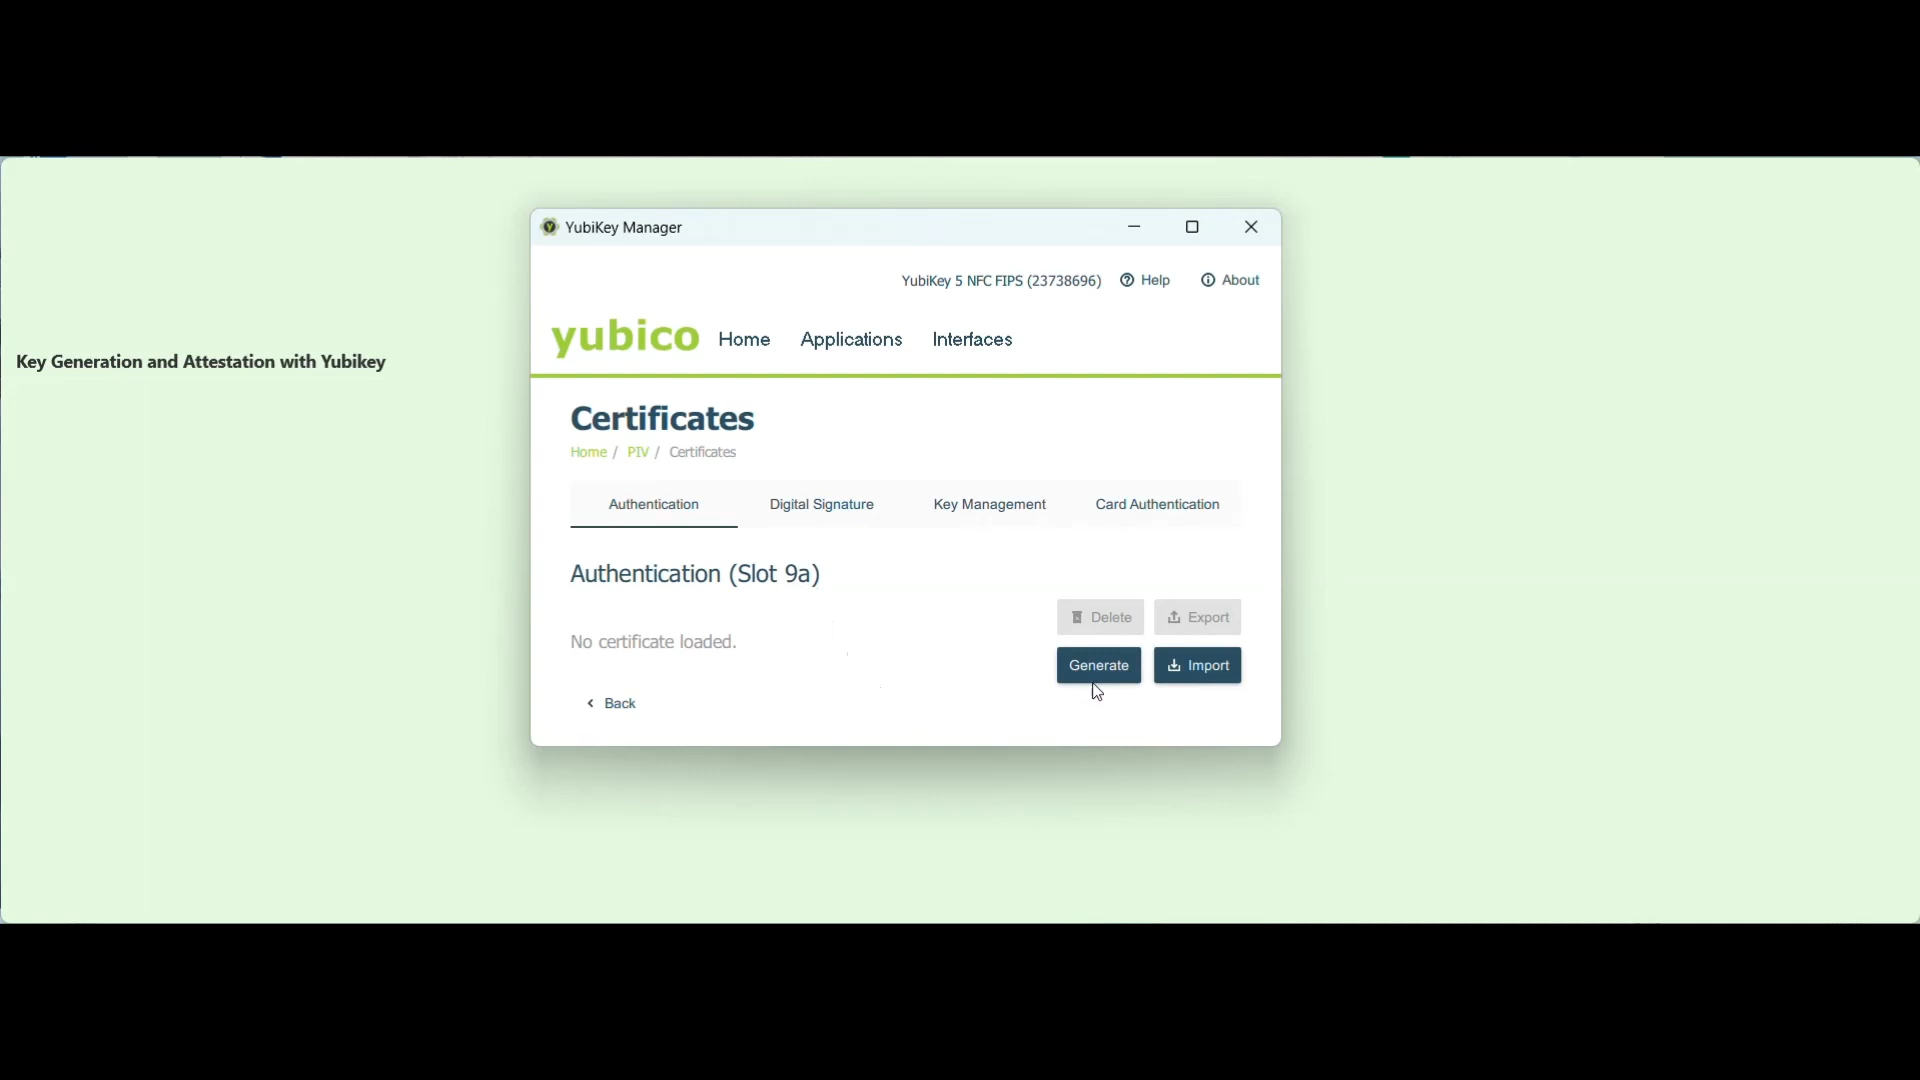 YubiKey Manager
YubiKey 5 NFC FIPS (23738696) Help About
yubico Home Applications Interfaces
Key Generation and Attestation with Yubikey
Certificates
Home / PIV / Certificates
Authentication Digital Signature Key Management Card Authentication
Authentication (Slot 9a)
Delete Export
No certificate loaded.
Generate Import
Back